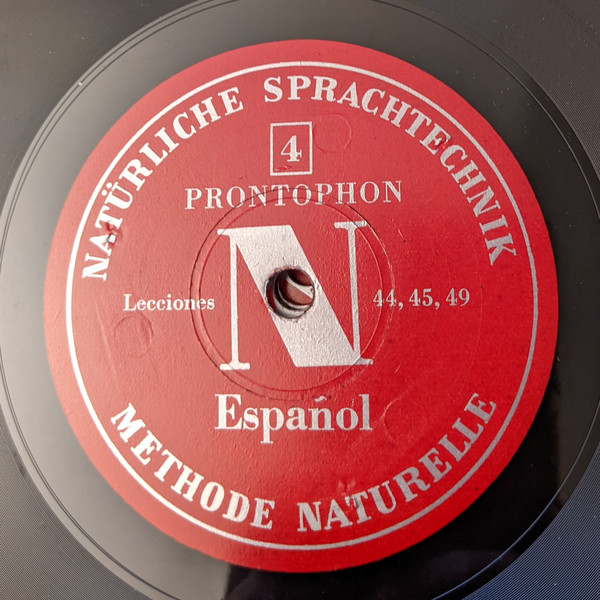 NATÜRLICHE SPRACHTECHNIK
4
PRONTOPHON
N
Lecciones 44, 45, 49
Español
METHODE NATURELLE